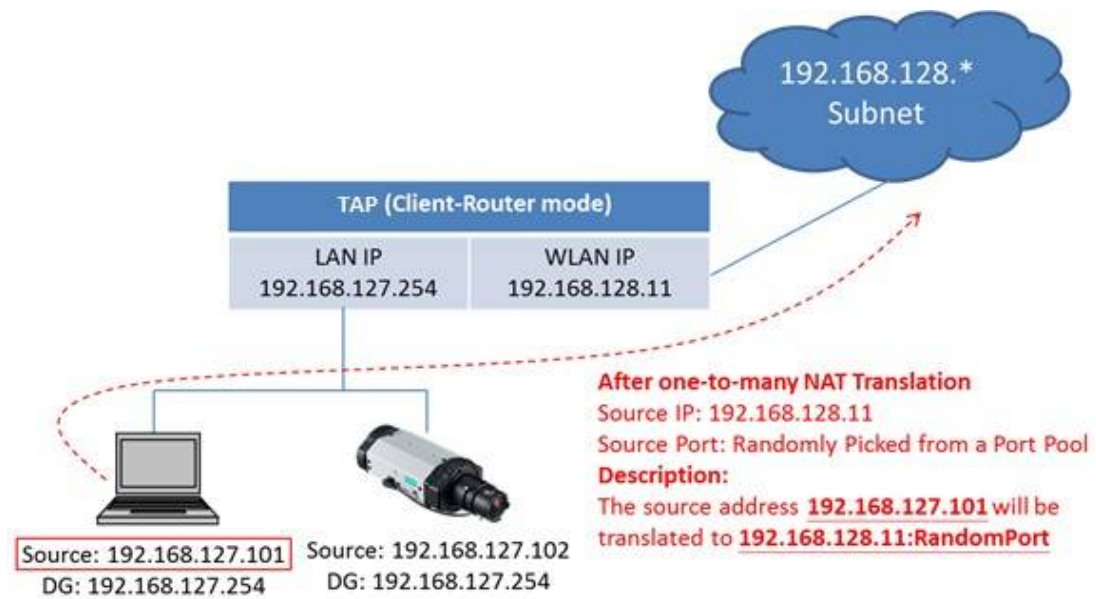 192.168.128.*
Subnet
TAP (Client-Router mode)
LAN IP
192.168.127.254
WLAN IP
192.168.128.11
After one-to-many NAT Translation
Source IP: 192.168.128.11
Source Port: Randomly Picked from a Port Pool
Description:
The source address 192.168.127.101 will be
translated to 192.168.128.11:RandomPort
Source: 192.168.127.101
DG: 192.168.127.254
Source: 192.168.127.102
DG: 192.168.127.254